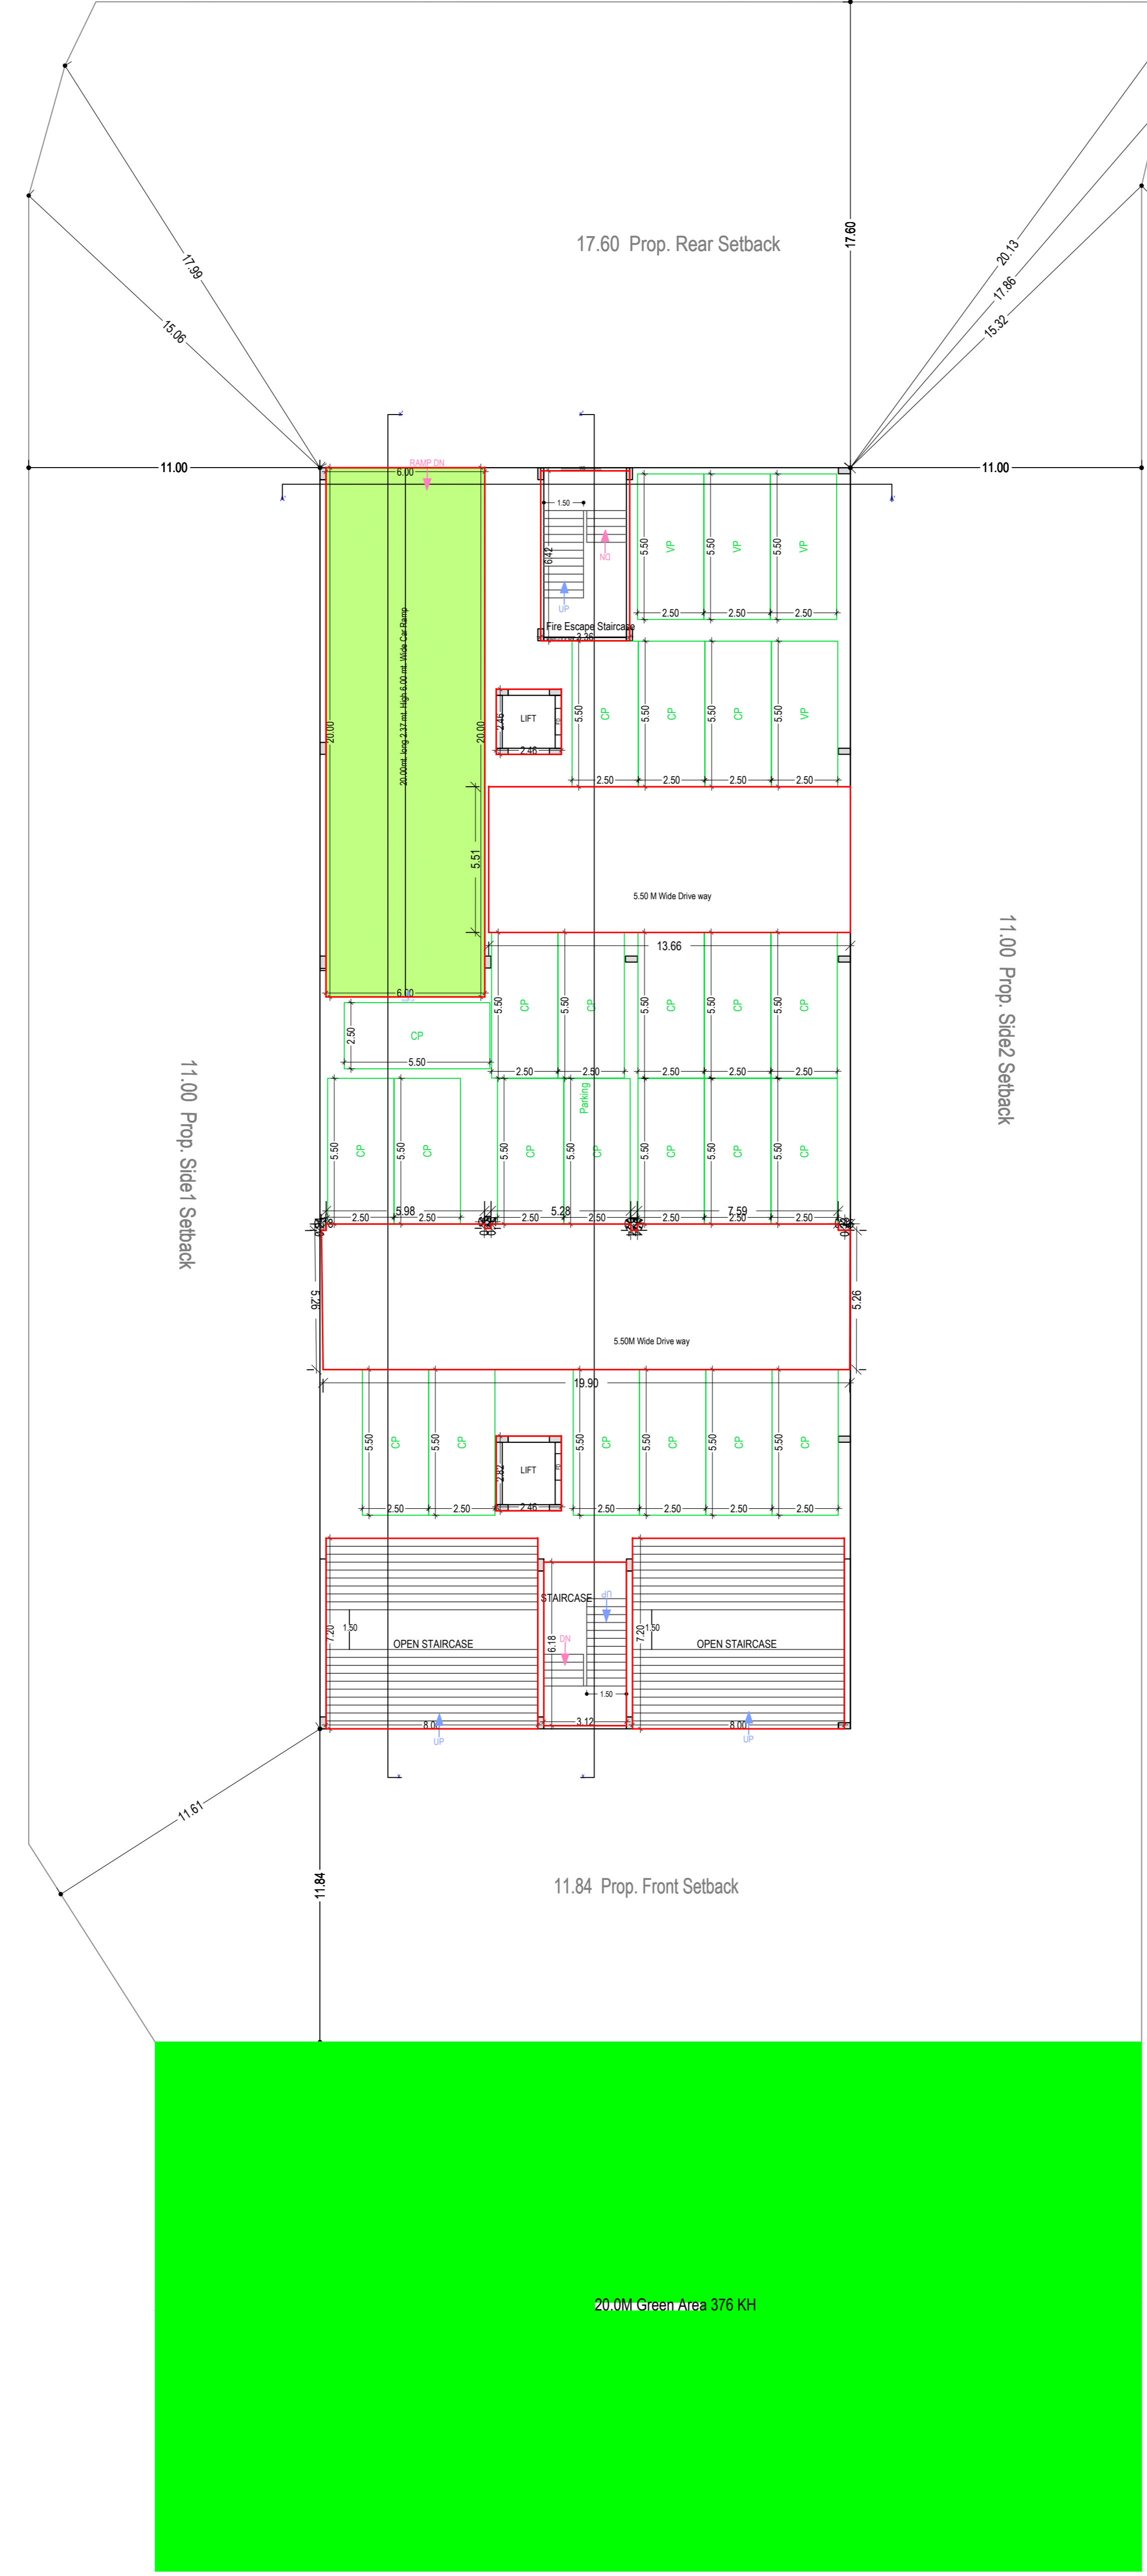 17.60
17.60 Prop. Rear Setback
17.99
15.06
20.13
17.86
15.32
11.00
11.00
RAMP DN
6.00
1.50
6.42
DN
UP
Fire Escape Staircase
3.36
5.50
VP
5.50
VP
5.50
VP
2.50
2.50
2.50
20.00
20.00mt. long 2.37 mt. High 6.00 mt. Wide Car Ramp
20.00
2.46
LIFT
FD
2.46
5.50
CP
5.50
CP
5.50
CP
5.50
VP
2.50
2.50
2.50
2.50
5.51
5.50 M Wide Drive way
13.66
6.00
5.50
CP
5.50
CP
5.50
CP
5.50
CP
5.50
CP
2.50
2.50
2.50
2.50
2.50
2.50
CP
5.50
11.00 Prop. Side1 Setback
11.00 Prop. Side2 Setback
Parking
5.50
CP
5.50
CP
5.50
CP
5.50
CP
5.50
CP
5.50
CP
5.50
CP
5.98
5.28
7.59
2.50
2.50
2.50
2.50
2.50
2.50
2.50
5.26
5.26
5.50M Wide Drive way
19.90
5.50
CP
5.50
CP
5.50
CP
5.50
CP
5.50
CP
5.50
CP
2.82
LIFT
FD
2.46
2.50
2.50
2.50
2.50
2.50
2.50
STAIRCASE
UP
7.20
1.50
OPEN STAIRCASE
6.18
DN
7.20
1.50
OPEN STAIRCASE
1.50
8.00
3.12
8.00
UP
UP
11.61
11.84
11.84 Prop. Front Setback
20.0M Green Area 376 KH